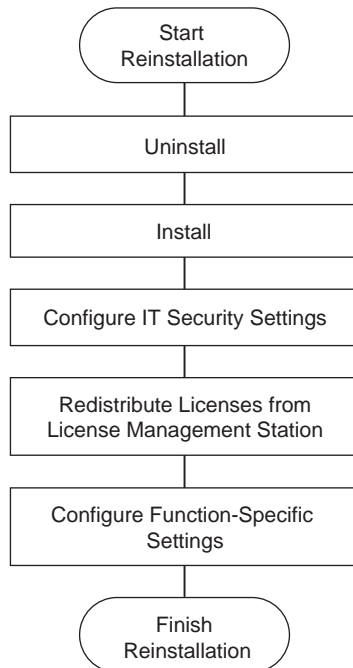 Start
Reinstallation
Uninstall
Install
Configure IT Security Settings
Redistribute Licenses from
License Management Station
Configure Function-Specific
Settings
Finish
Reinstallation